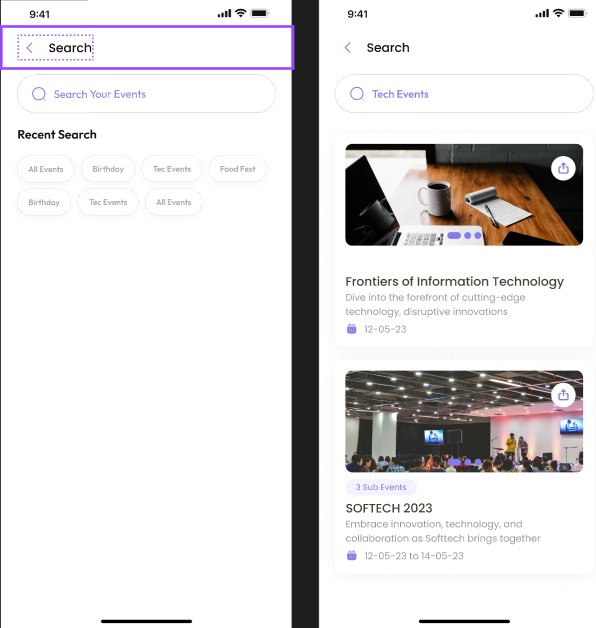 9:41
Search
Search Your Events
Recent Search
All Events
Birthday
Tec Events
Food Fest
Birthday
Tec Events
All Events
9:41
Search
Tech Events
Frontiers of Information Technology
Dive into the forefront of cutting-edge
technology, disruptive innovations
12-05-23
3 Sub Events
SOFTECH 2023
Embrace innovation, technology, and
collaboration as Softtech brings together
12-05-23 to 14-05-23